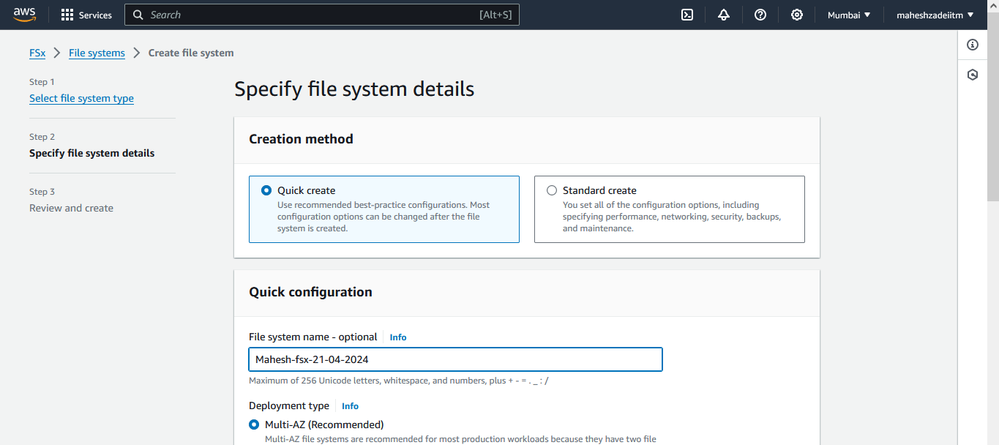 aws Services Search [Alt+S] Mumbai ▼ maheshzadeiitm ▼
FSx > File systems > Create file system
Step 1
Select file system type
Step 2
Specify file system details
Step 3
Review and create
Specify file system details
Creation method
Quick create
Use recommended best-practice configurations. Most
configuration options can be changed after the file
system is created.
Standard create
You set all of the configuration options, including
specifying performance, networking, security, backups,
and maintenance.
Quick configuration
File system name - optional Info
Mahesh-fsx-21-04-2024
Maximum of 256 Unicode letters, whitespace, and numbers, plus + - = . _ : /
Deployment type Info
Multi-AZ (Recommended)
Multi-AZ file systems are recommended for most production workloads because they have two file